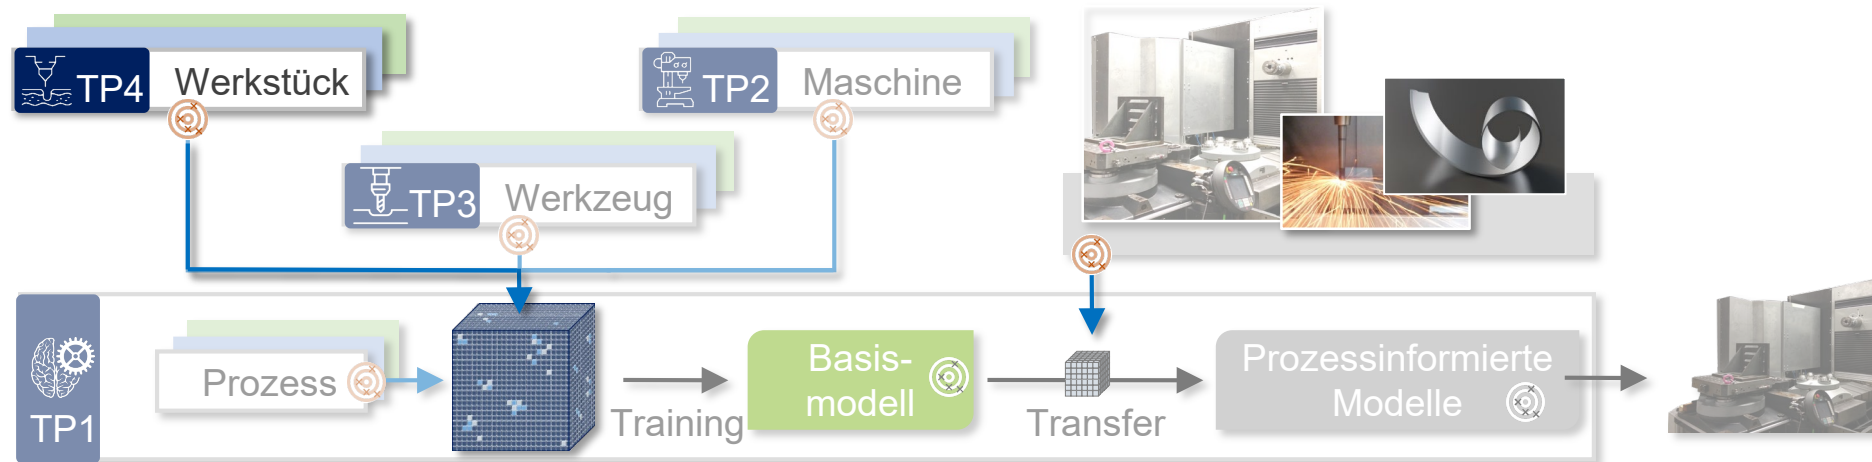 TP4 Werkstück
TP2 Maschine
TP3 Werkzeug
TP1
Prozess
Training
Basis-
modell
Transfer
Prozessinformierte
Modelle